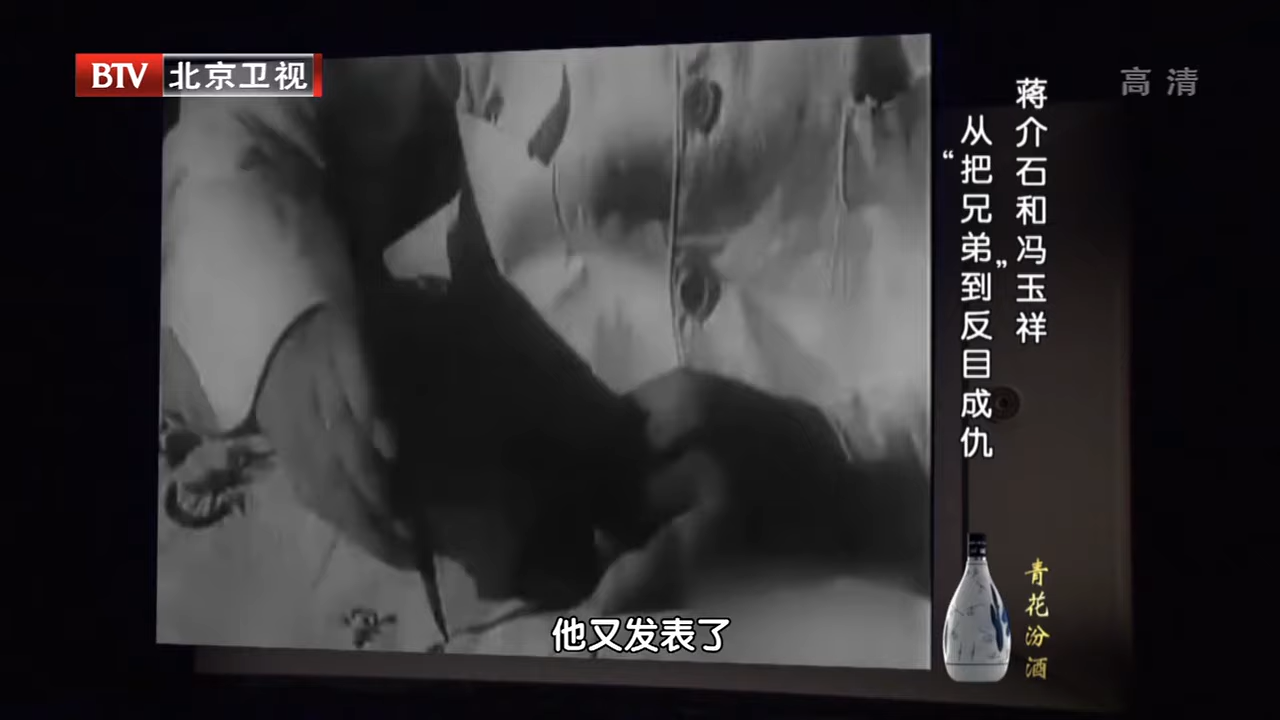 BTV 北京卫视
高清
蒋介石和冯玉祥
从“把兄弟”到反目成仇
青花汾酒
他又发表了